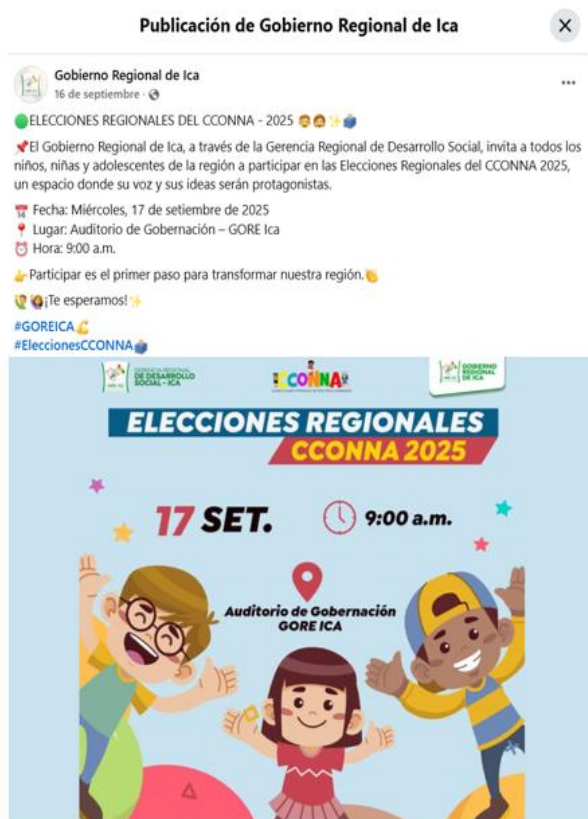 Publicación de Gobierno Regional de Ica
Gobierno Regional de Ica
16 de septiembre ·
🟢ELECCIONES REGIONALES DEL CCONNA - 2025 🧑👧✨🗳️
📌El Gobierno Regional de Ica, a través de la Gerencia Regional de Desarrollo Social, invita a todos los
niños, niñas y adolescentes de la región a participar en las Elecciones Regionales del CCONNA 2025,
un espacio donde su voz y sus ideas serán protagonistas.
📅 Fecha: Miércoles, 17 de setiembre de 2025
📍 Lugar: Auditorio de Gobernación – GORE Ica
⏰ Hora: 9:00 a.m.
👉Participar es el primer paso para transformar nuestra región.👏
🙋🙋‍♀️¡Te esperamos!✨
#GOREICA💪
#EleccionesCCONNA🗳️
GERENCIA REGIONAL
DE DESARROLLO
SOCIAL - ICA
CCONNA
GOBIERNO
REGIONAL
DE ICA
ELECCIONES REGIONALES
CCONNA 2025
17 SET.
9:00 a.m.
Auditorio de Gobernación
GORE ICA